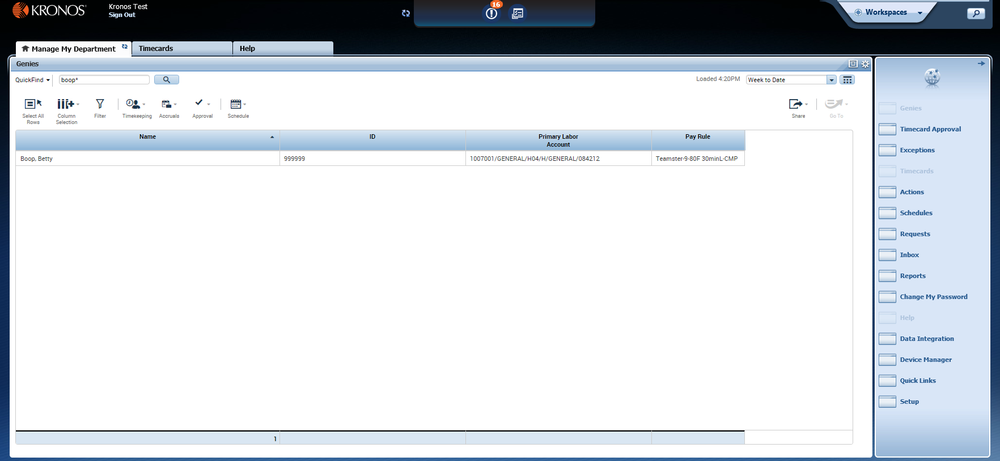 KRONOS
Kronos Test
Sign Out
16
Workspaces
Manage My Department
Timecards
Help
Genies
QuickFind
boop*
Loaded 4:20PM
Week to Date
Select All
Rows
Column
Selection
Filter
Timekeeping
Accruals
Approval
Schedule
Share
Go To
Name
ID
Primary Labor
Account
Pay Rule
Boop, Betty
999999
1007001/GENERAL/H04/H/GENERAL/084212
Teamster-9-80F 30minL-CMP
1
Genies
Timecard Approval
Exceptions
Timecards
Actions
Schedules
Requests
Inbox
Reports
Change My Password
Help
Data Integration
Device Manager
Quick Links
Setup